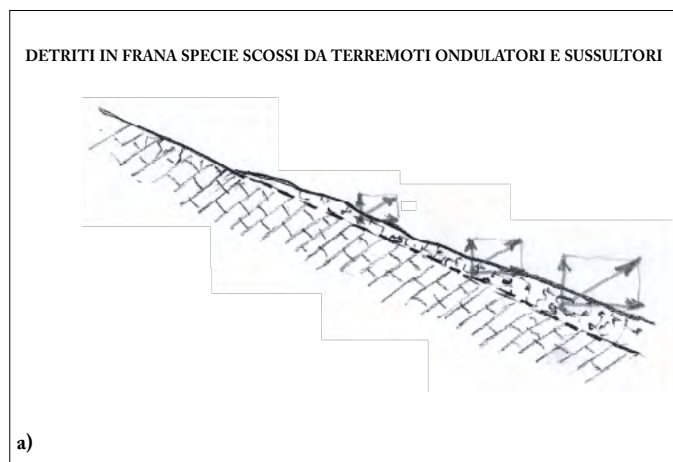 DETRITI IN FRANA SPECIE SCOSSI DA TERREMOTI ONDULATORI E SUSSULTORI
a)